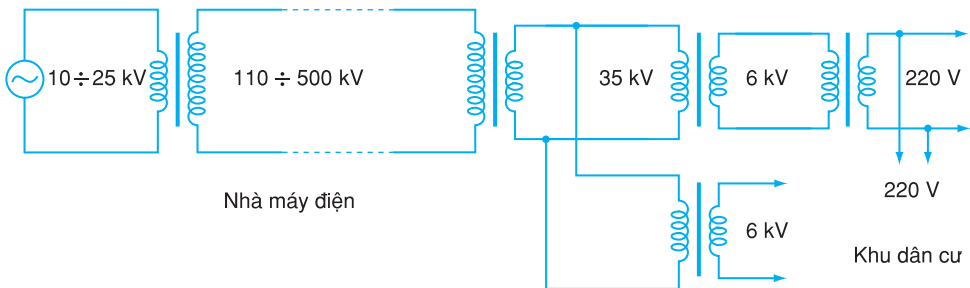 10 ÷ 25 kV
110 ÷ 500 kV
35 kV
6 kV
220 V
220 V
Nhà máy điện
6 kV
Khu dân cư